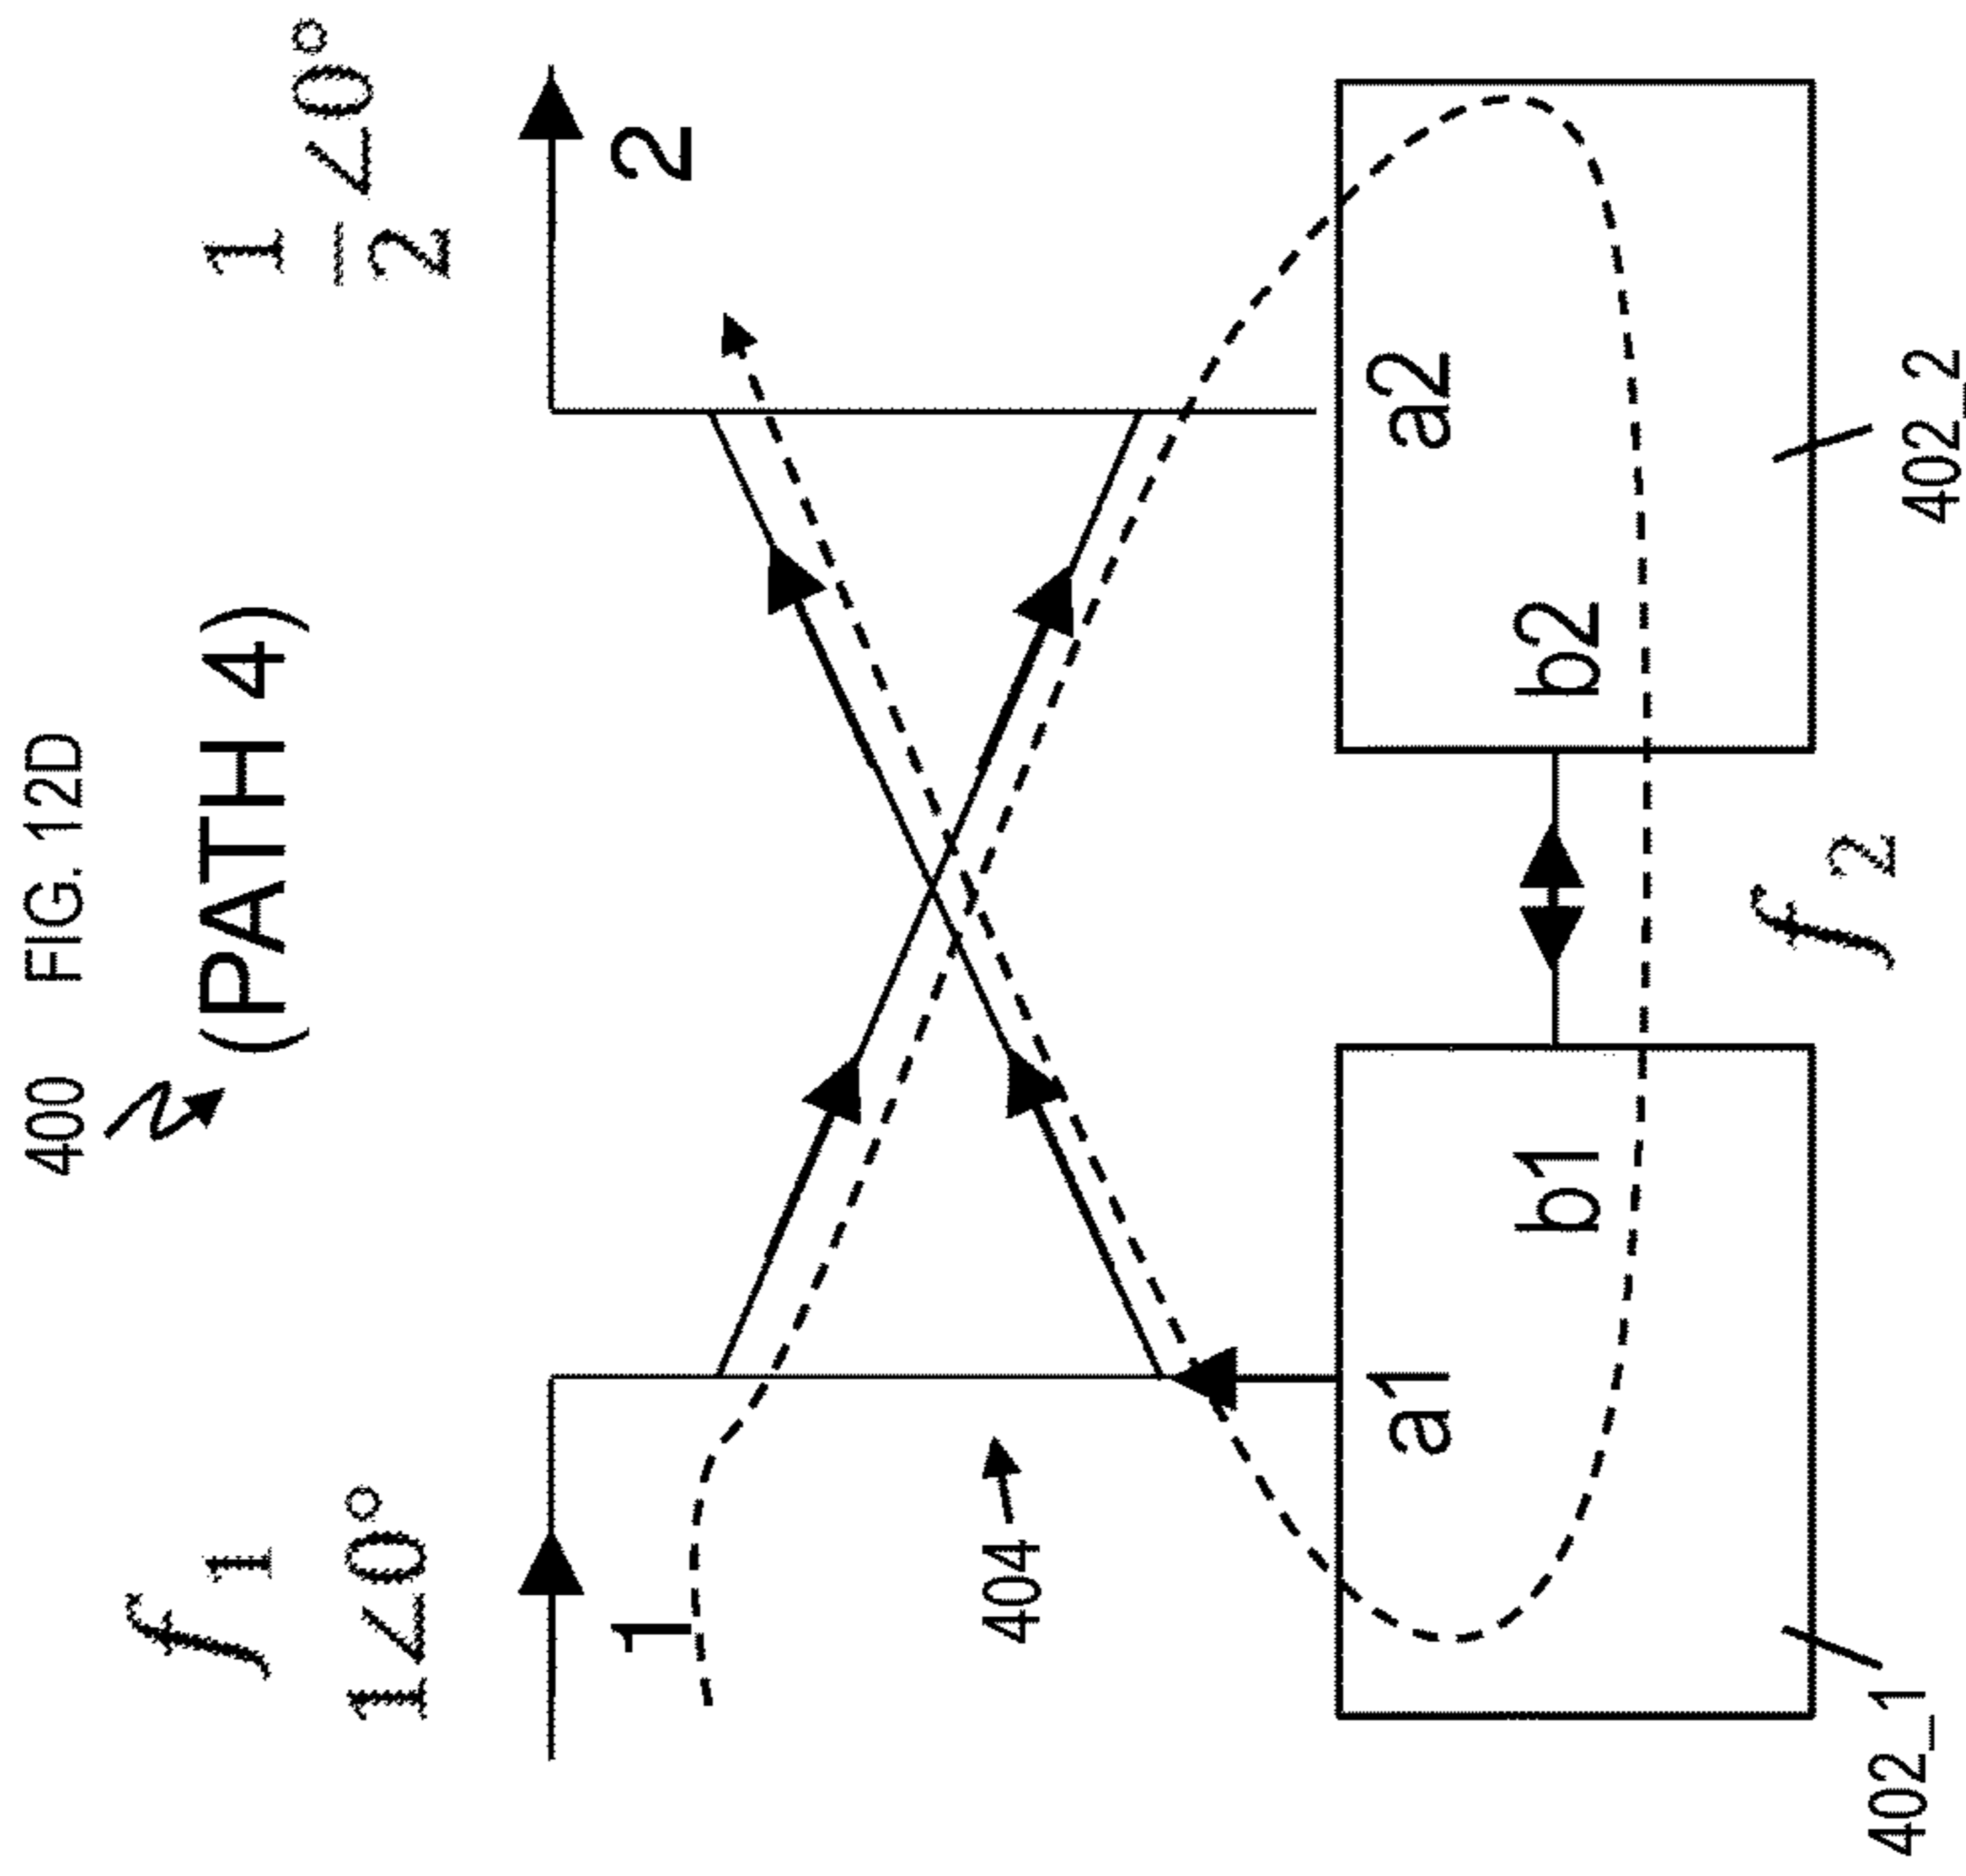 400 FIG. 12D
(PATH 4)
f1
1∠0°
1/2 ∠0°
1
2
404
a1
a2
b1
b2
f2
402_1
402_2